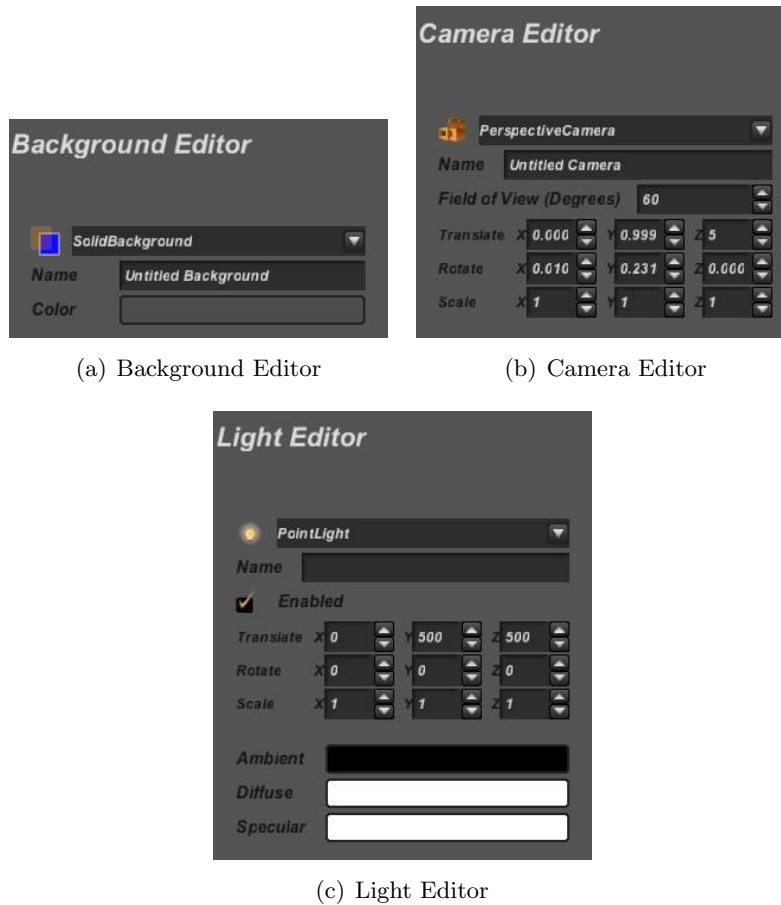 Background Editor
SolidBackground
Name Untitled Background
Color
(a) Background Editor
Camera Editor
PerspectiveCamera
Name Untitled Camera
Field of View (Degrees) 60
Translate X 0.000 Y 0.999 Z 5
Rotate X 0.010 Y 0.231 Z 0.000
Scale X 1 Y 1 Z 1
(b) Camera Editor
Light Editor
PointLight
Name
Enabled
Translate X 0 Y 500 Z 500
Rotate X 0 Y 0 Z 0
Scale X 1 Y 1 Z 1
Ambient
Diffuse
Specular
(c) Light Editor